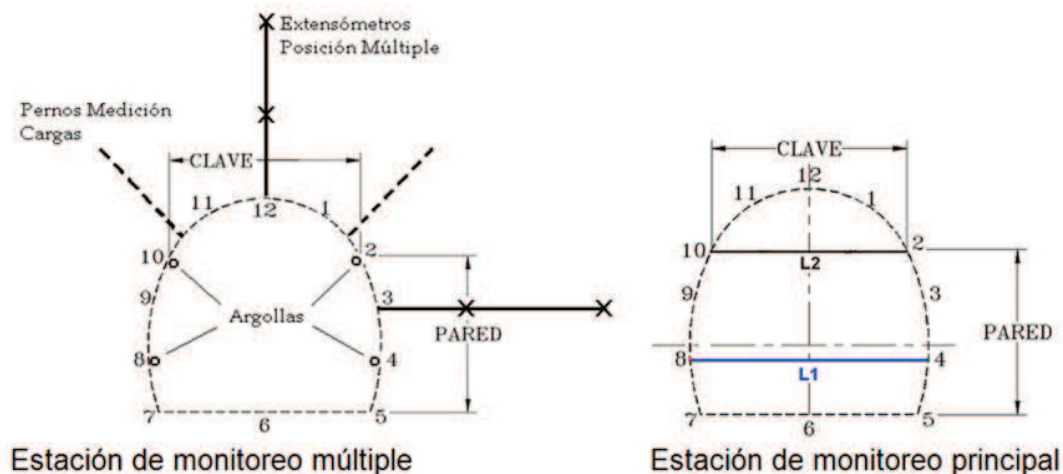 Extensómetros
Posición Múltiple
Pernos Medición
Cargas
CLAVE
11
12
1
10
2
9
3
Argollas
PARED
8
4
7
6
5
Estación de monitoreo múltiple
CLAVE
12
11
1
10
2
L2
9
3
PARED
8
4
L1
7
6
5
Estación de monitoreo principal